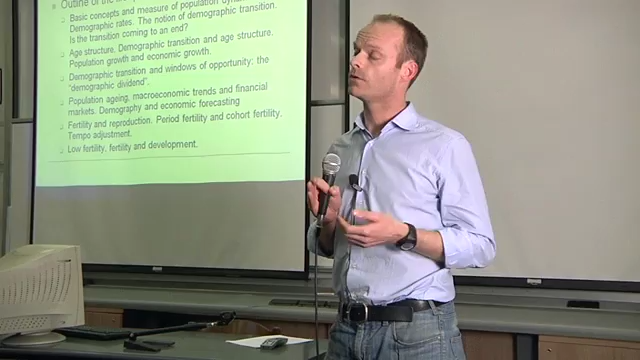 Outline of the
Basic concepts and measure of population
Demographic rates. The notion of demographic transition.
Is the transition coming to an end?
Age structure. Demographic transition and age structure.
Population growth and economic growth.
Demographic transition and windows of opportunity: the
"demographic dividend".
Population ageing, macroeconomic trends and financial
markets. Demography and economic forecasting
Fertility and reproduction. Period fertility and cohort fertility.
Tempo adjustment.
Low fertility, fertility and development.